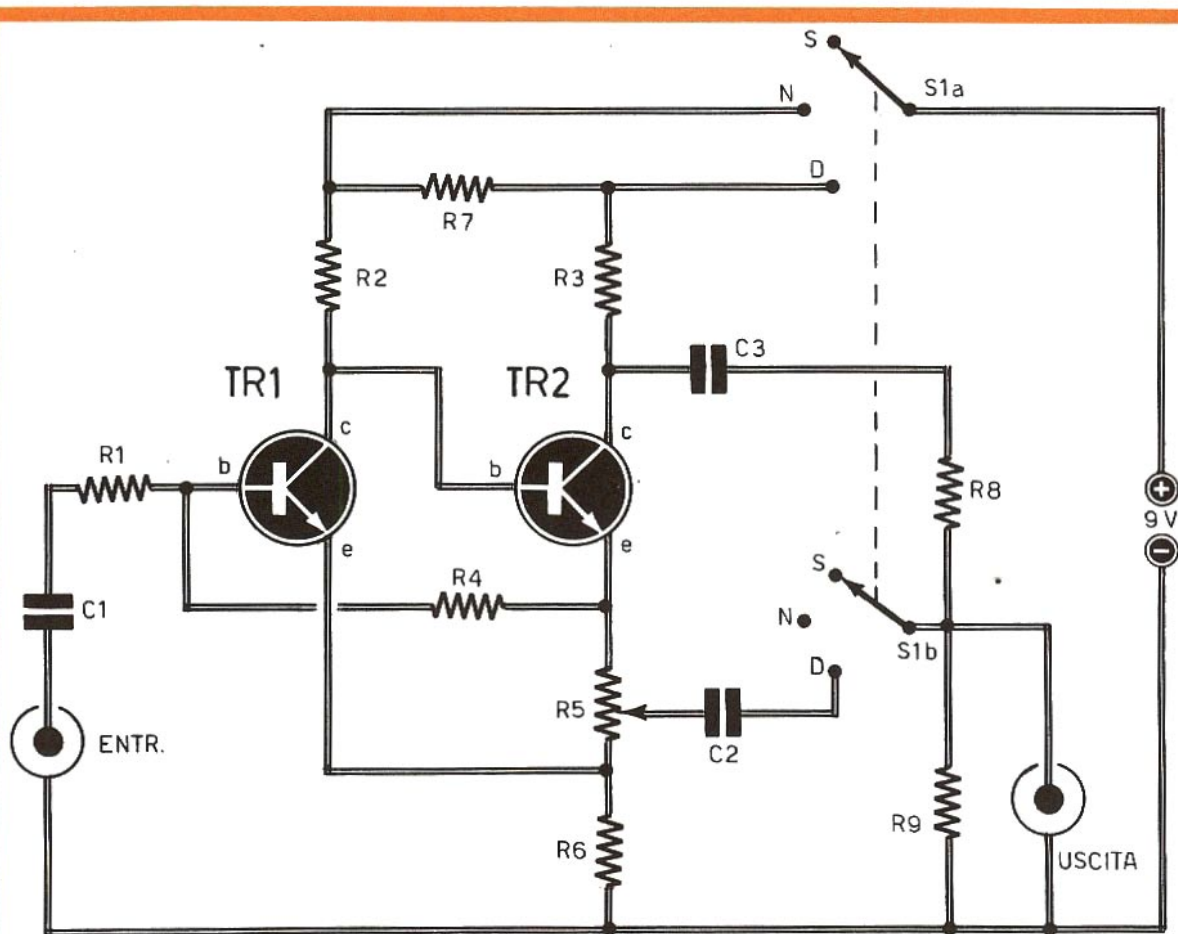 S
S1a
N
D
R7
R2
R3
C3
TR1
TR2
c
c
R1
b
b
R8
+
9 V
−
e
e
R4
S
C1
N
S1b
D
R5
C2
ENTR.
R9
R6
USCITA